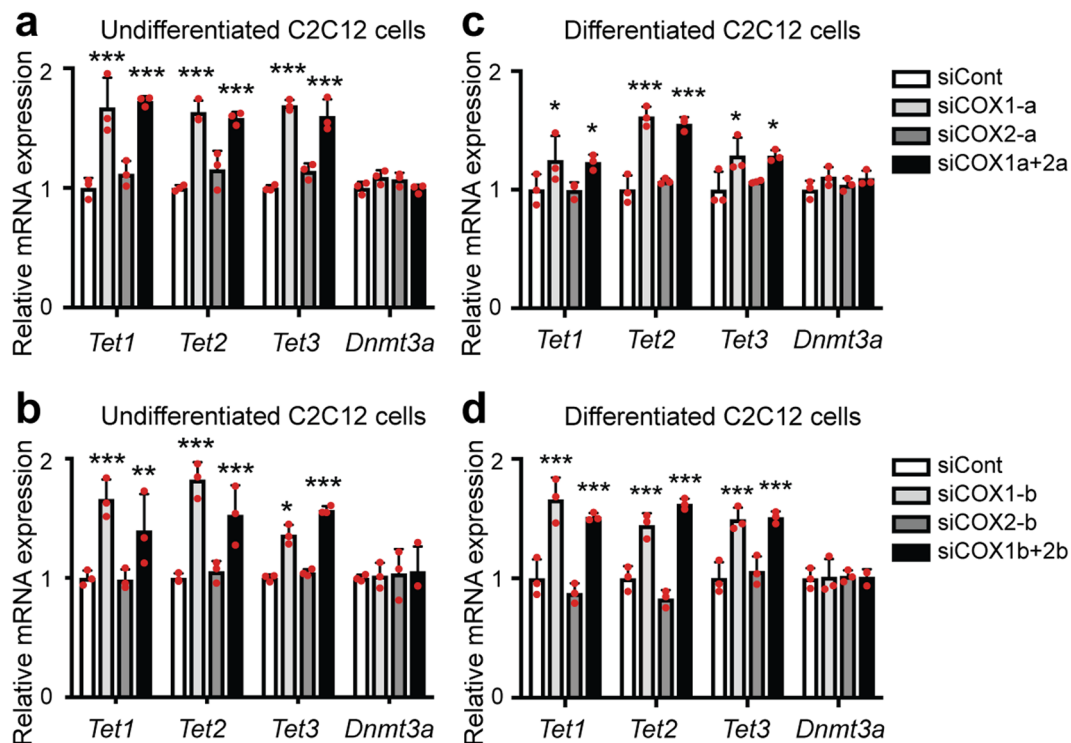 a
Undifferentiated C2C12 cells
Relative mRNA expression
2
1
0
*** *** *** *** *** ***
Tet1 Tet2 Tet3 Dnmt3a
c
Differentiated C2C12 cells
Relative mRNA expression
2
1
0
* * *** *** * *
Tet1 Tet2 Tet3 Dnmt3a
siCont
siCOX1-a
siCOX2-a
siCOX1a+2a
b
Undifferentiated C2C12 cells
Relative mRNA expression
2
1
0
*** ** *** *** * ***
Tet1 Tet2 Tet3 Dnmt3a
d
Differentiated C2C12 cells
Relative mRNA expression
2
1
0
*** *** *** *** *** ***
Tet1 Tet2 Tet3 Dnmt3a
siCont
siCOX1-b
siCOX2-b
siCOX1b+2b